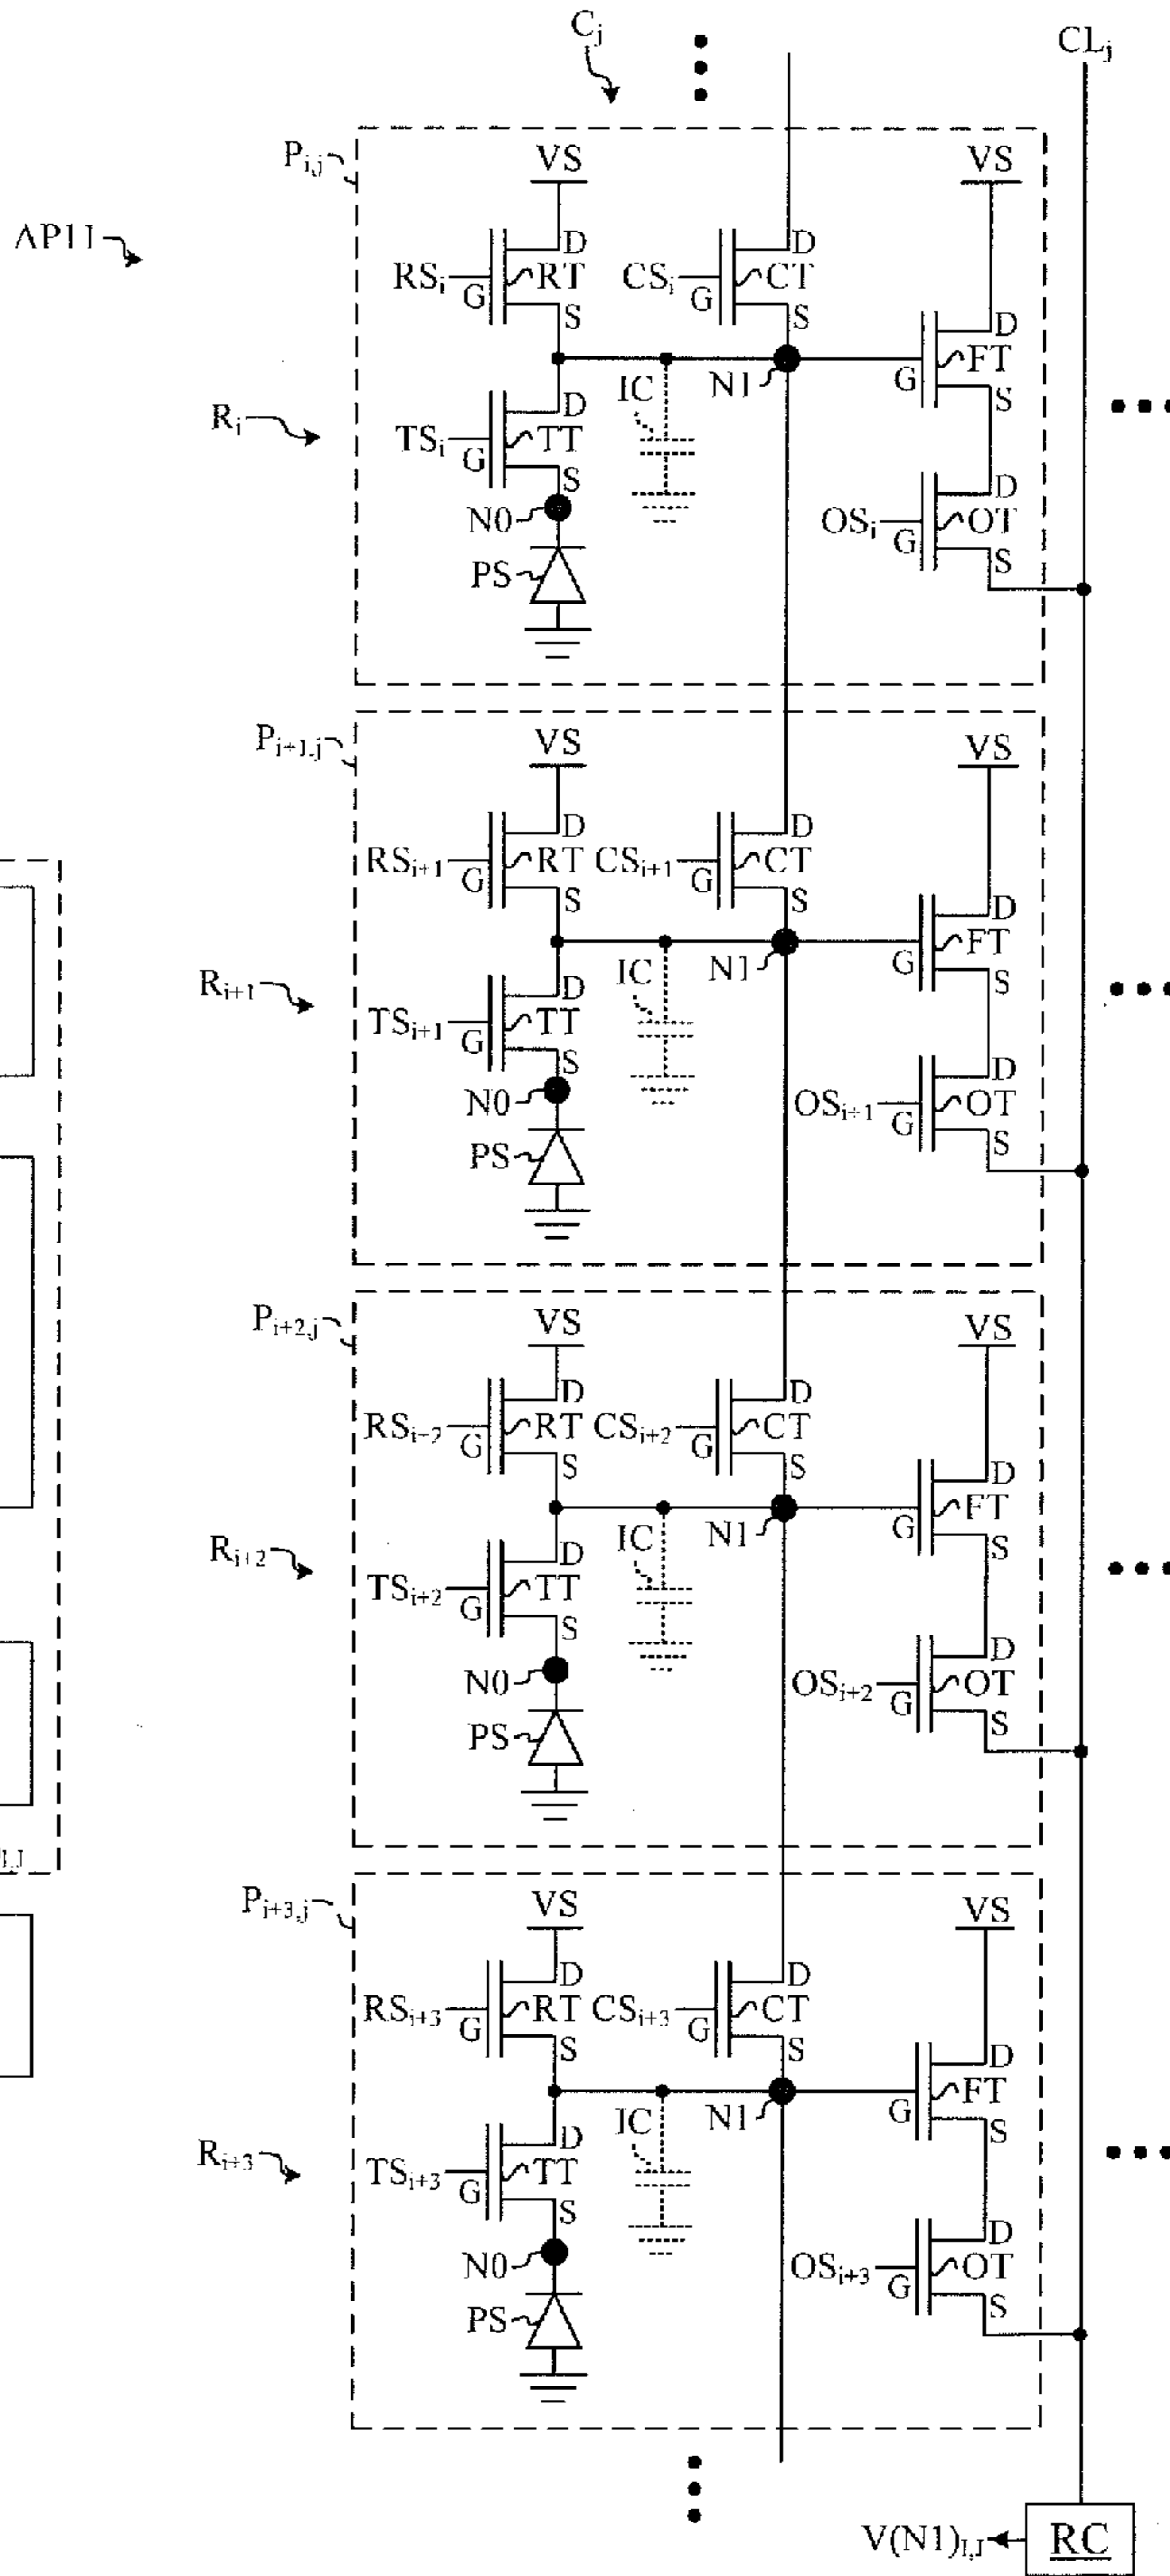 C_j
CL_j
P_i,j
VS
VS
AP11
D
D
RS_i
G
RT
CS_i
G
CT
S
S
D
IC
N1
G
FT
R_i
D
S
TS_i
G
TT
S
D
N0
OS_i
G
OT
PS
S
P_i+1,j
VS
VS
D
D
RS_i+1
G
RT
CS_i+1
G
CT
S
S
D
IC
N1
G
FT
R_i+1
D
S
TS_i+1
G
TT
S
D
N0
OS_i+1
G
OT
PS
S
P_i+2,j
VS
VS
D
D
RS_i+2
G
RT
CS_i+2
G
CT
S
S
D
IC
N1
G
FT
R_i+2
D
S
TS_i+2
G
TT
S
D
N0
OS_i+2
G
OT
PS
S
I,J
P_i+3,j
VS
VS
D
D
RS_i+3
G
RT
CS_i+3
G
CT
S
S
D
IC
N1
G
FT
R_i+3
D
S
TS_i+3
G
TT
S
D
N0
OS_i+3
G
OT
PS
S
V(N1)_I,J
RC